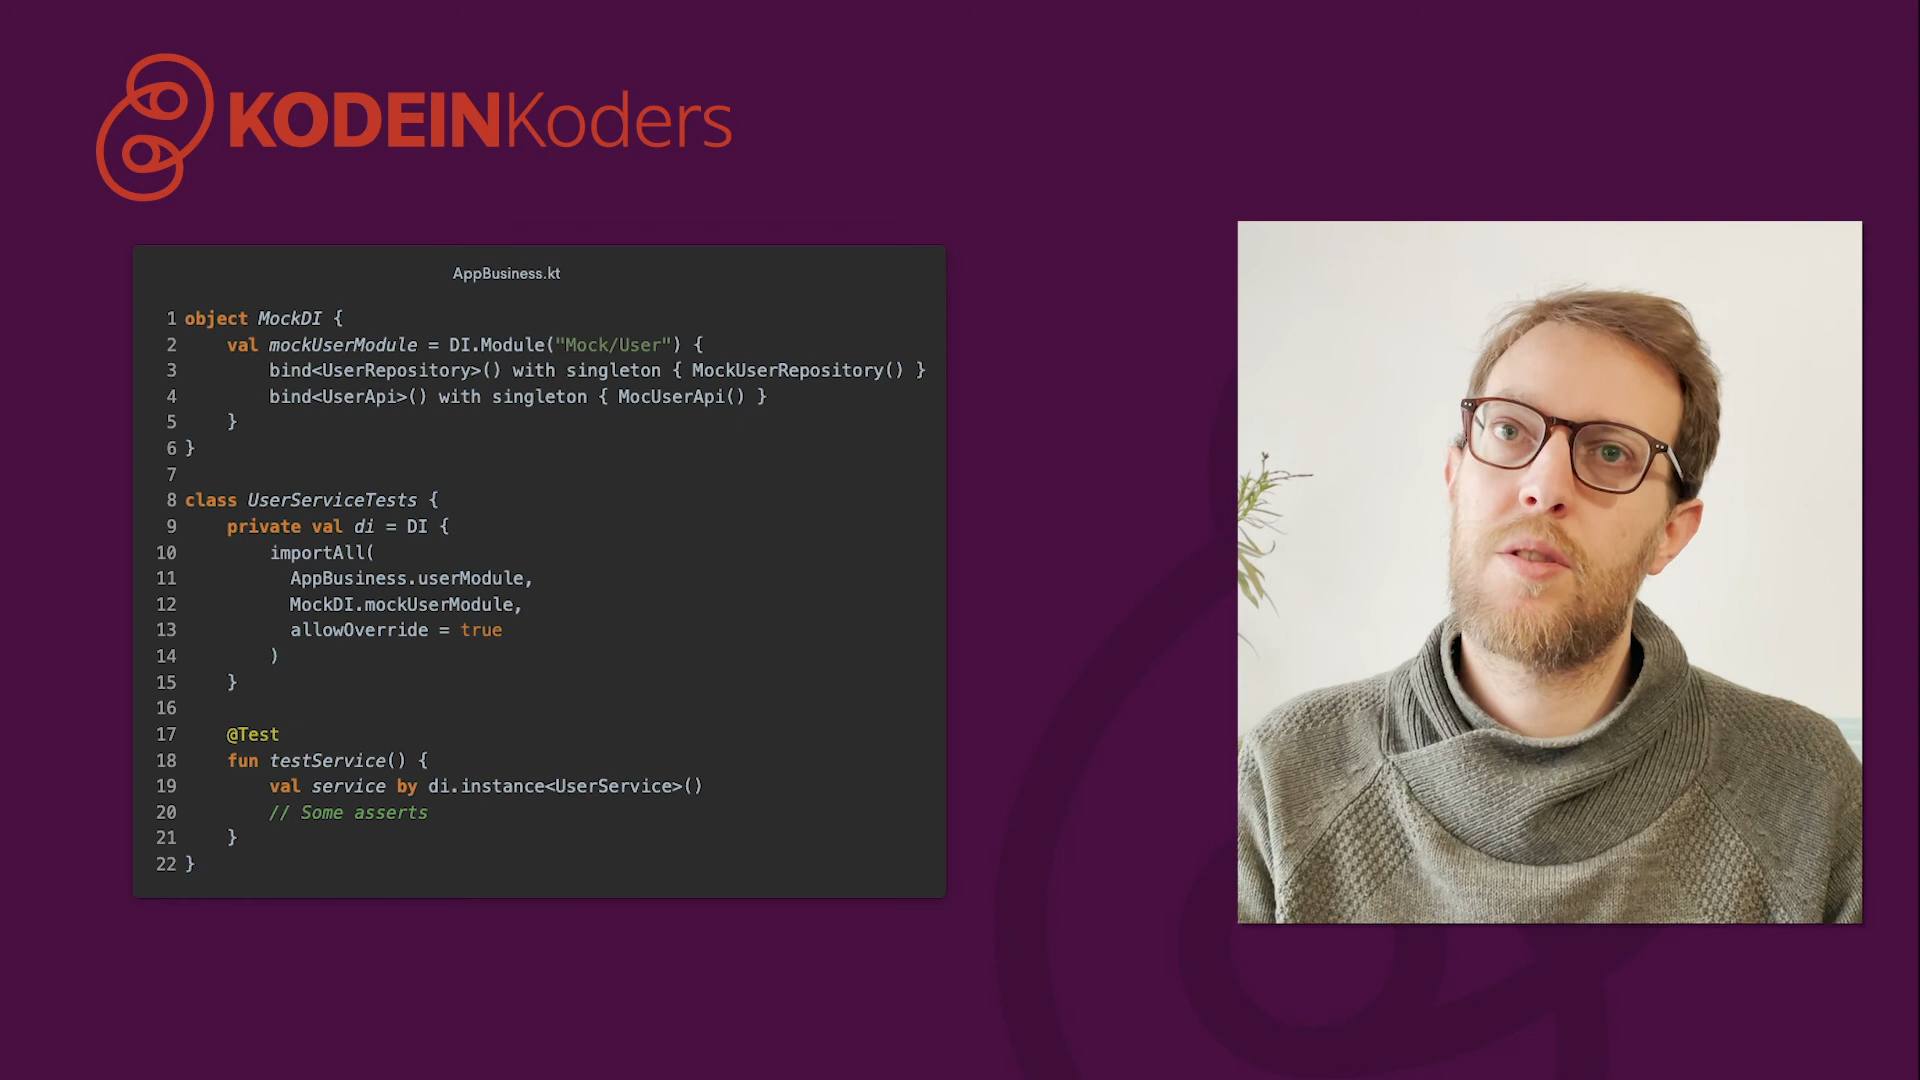 KODEINKoders
AppBusiness.kt
1 object MockDI {
2 val mockUserModule = DI.Module("Mock/User") {
3 bind<UserRepository>() with singleton { MockUserRepository() }
4 bind<UserApi>() with singleton { MocUserApi() }
5 }
6 }
7
8 class UserServiceTests {
9 private val di = DI {
10 importAll(
11 AppBusiness.userModule,
12 MockDI.mockUserModule,
13 allowOverride = true
14 )
15 }
16
17 @Test
18 fun testService() {
19 val service by di.instance<UserService>()
20 // Some asserts
21 }
22 }